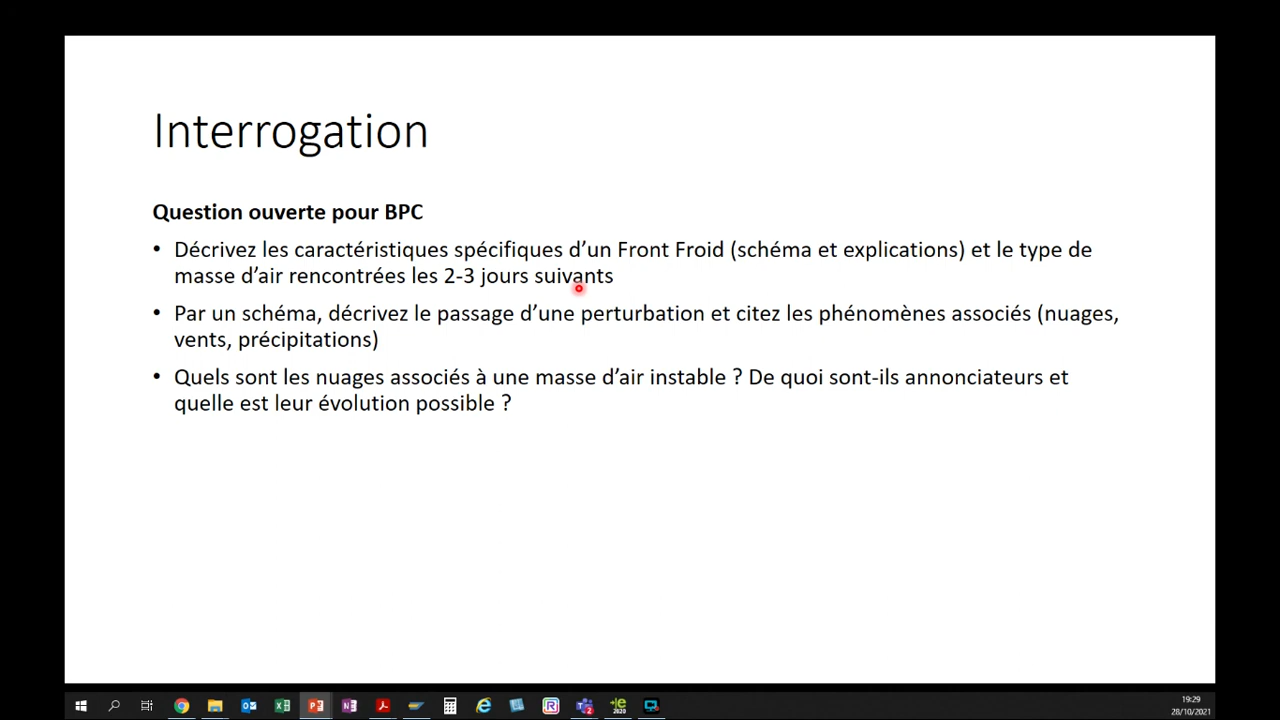 Interrogation
Question ouverte pour BPC
• Décrivez les caractéristiques spécifiques d’un Front Froid (schéma et explications) et le type de
masse d’air rencontrées les 2-3 jours suivants
• Par un schéma, décrivez le passage d’une perturbation et citez les phénomènes associés (nuages,
vents, précipitations)
• Quels sont les nuages associés à une masse d’air instable ? De quoi sont-ils annonciateurs et
quelle est leur évolution possible ?
19:29
28/10/2021